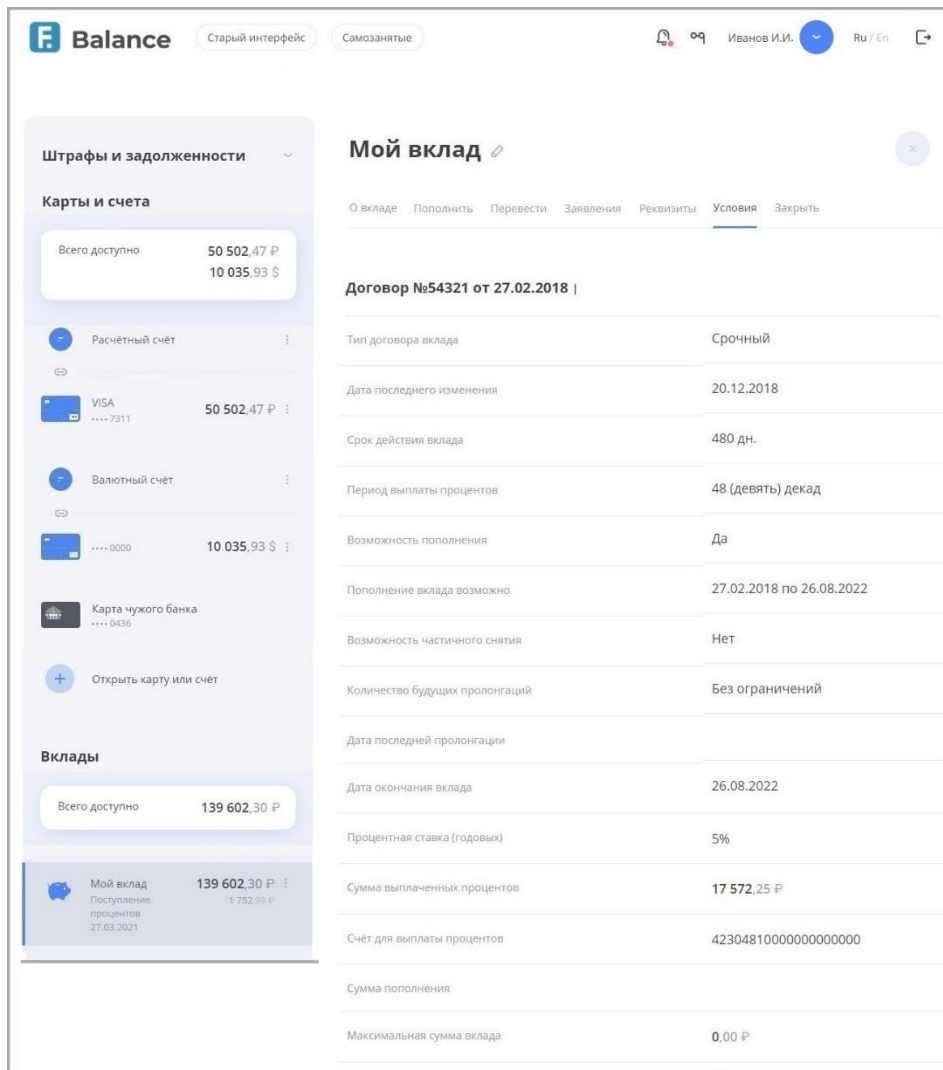 F. Balance Старый интерфейс Самозанятые Иванов И.И. Ru / En
Штрафы и задолженности
Карты и счета
Всего доступно 50 502,47 ₽
10 035,93 $
Расчётный счёт
VISA 50 502,47 ₽
•••• 7311
Валютный счёт
•••• 0000 10 035,93 $
Карта чужого банка
•••• 0436
Открыть карту или счёт
Вклады
Всего доступно 139 602,30 ₽
Мой вклад 139 602,30 ₽
Поступление 1 752,99 ₽
процентов
27.03.2021
Мой вклад
О вкладе Пополнить Перевести Заявления Реквизиты Условия Закрыть
Договор №54321 от 27.02.2018 |
Тип договора вклада Срочный
Дата последнего изменения 20.12.2018
Срок действия вклада 480 дн.
Период выплаты процентов 48 (девять) декад
Возможность пополнения Да
Пополнение вклада возможно 27.02.2018 по 26.08.2022
Возможность частичного снятия Нет
Количество будущих пролонгаций Без ограничений
Дата последней пролонгации
Дата окончания вклада 26.08.2022
Процентная ставка (годовых) 5%
Сумма выплаченных процентов 17 572,25 ₽
Счёт для выплаты процентов 42304810000000000000
Сумма пополнения
Максимальная сумма вклада 0,00 ₽